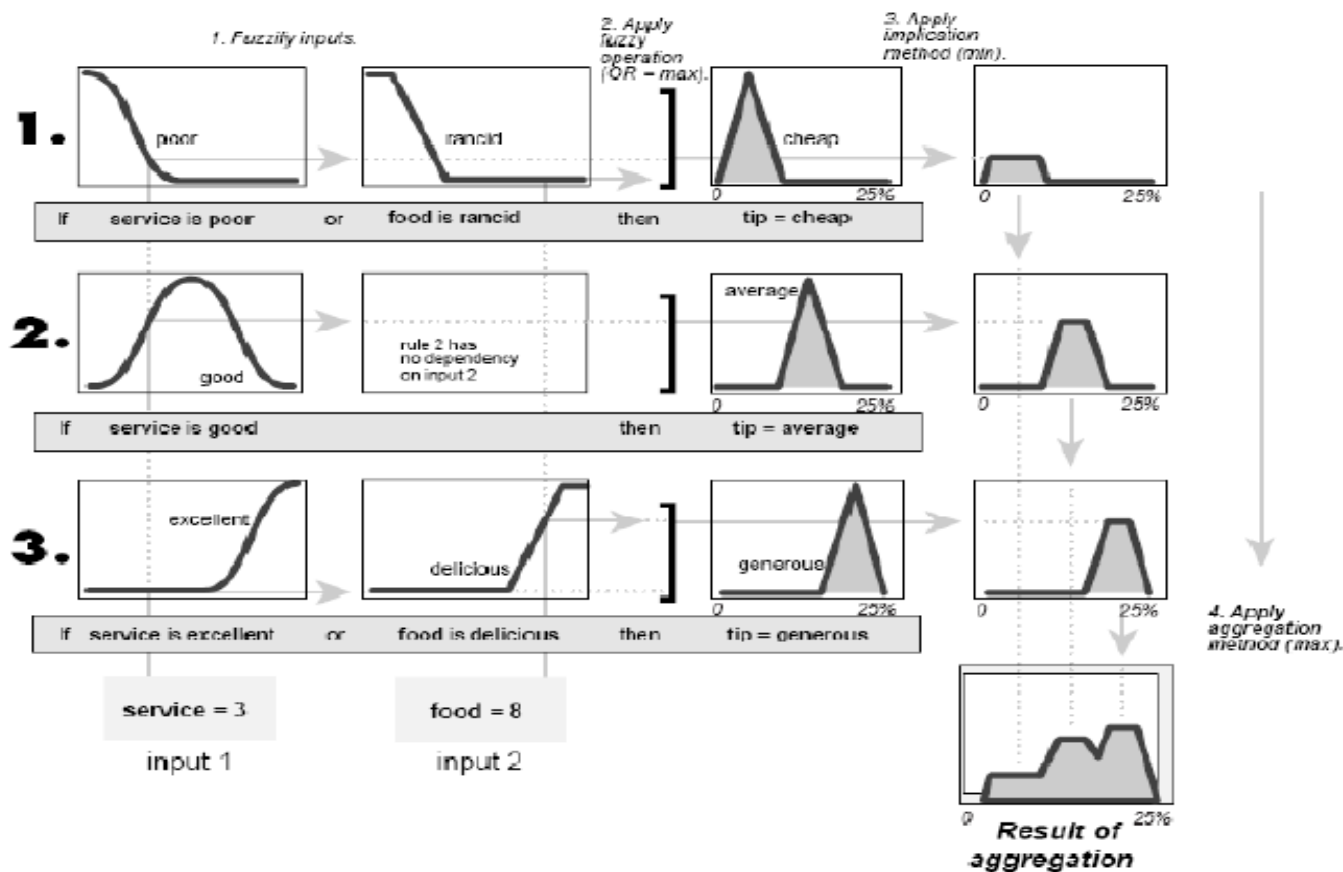 1. Fuzzify inputs.
2. Apply
fuzzy
operation
(OR = max).
3. Apply
implication
method (min).
1.
poor
rancid
cheap
0
25%
0
25%
If service is poor or food is rancid then tip = cheap
2.
good
rule 2 has
no dependency
on input 2
average
0
25%
0
25%
If service is good then tip = average
3.
excellent
delicious
generous
0
25%
0
25%
If service is excellent or food is delicious then tip = generous
4. Apply
aggregation
method (max).
service = 3
food = 8
input 1
input 2
0
25%
Result of
aggregation